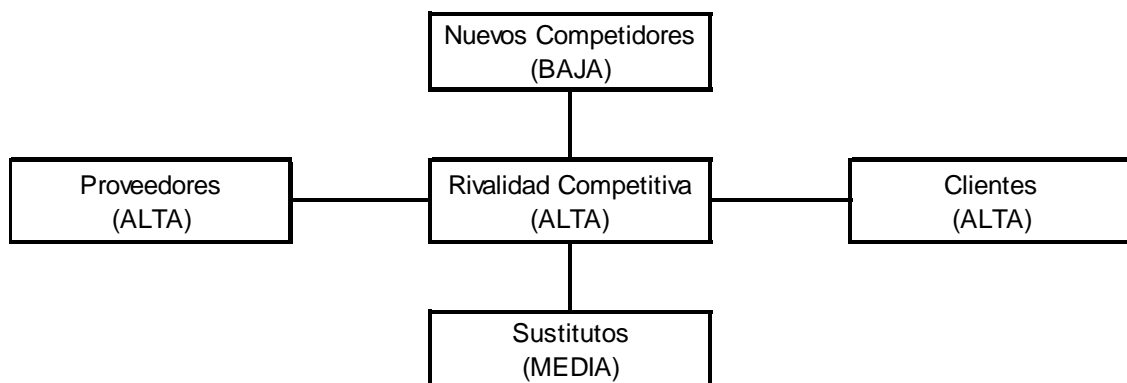 Nuevos Competidores
(BAJA)
Proveedores
(ALTA)
Rivalidad Competitiva
(ALTA)
Clientes
(ALTA)
Sustitutos
(MEDIA)